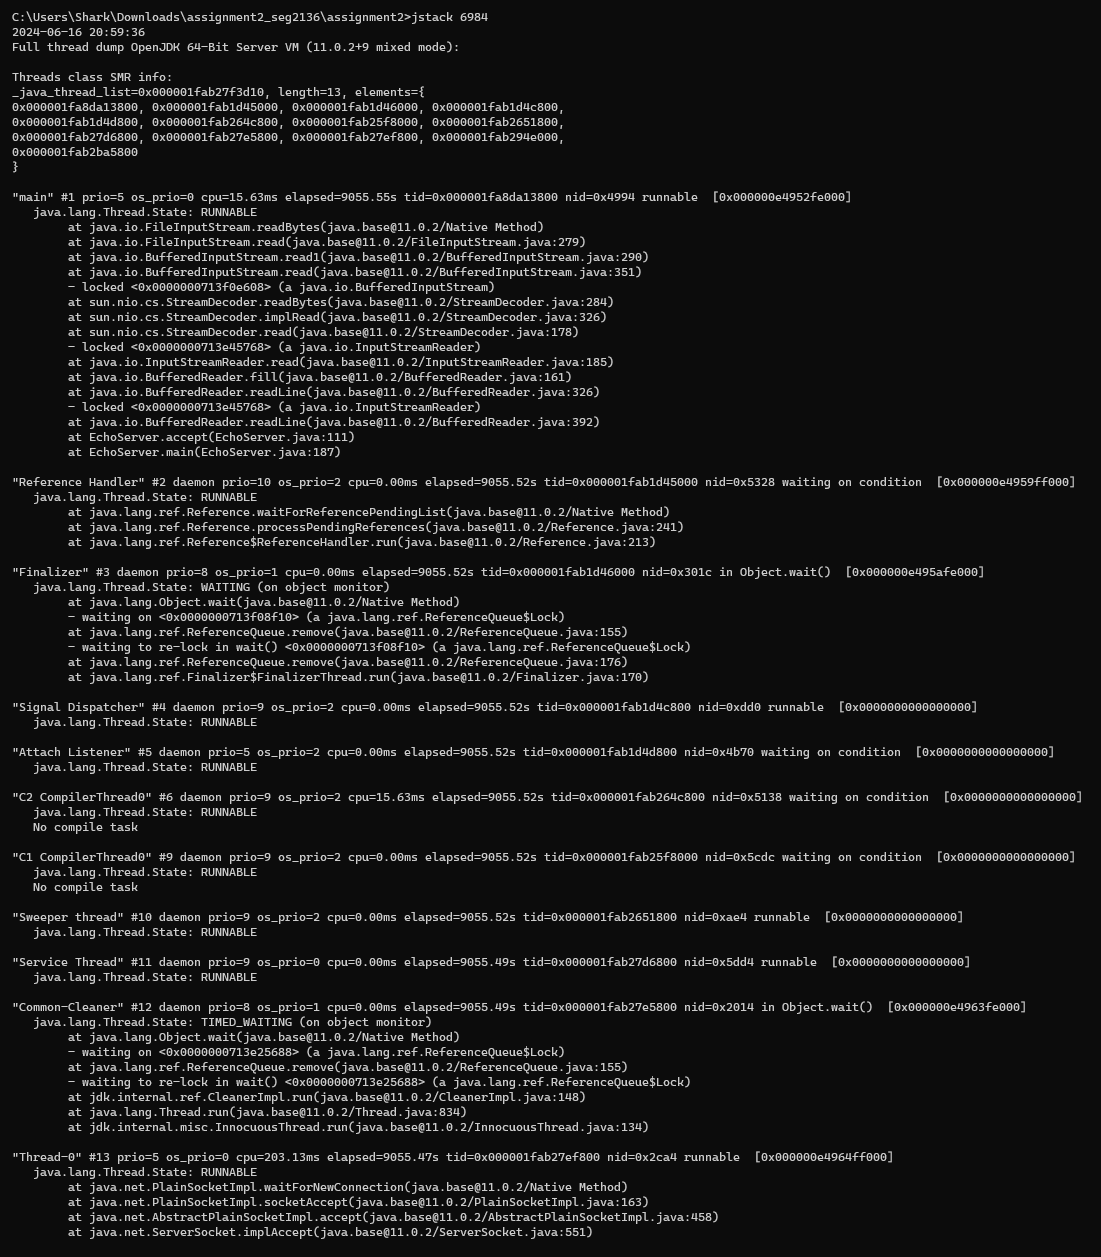 C:\Users\Shark\Downloads\assignment2_seg2136\assignment2>jstack 6984
2024-06-16 20:59:36
Full thread dump OpenJDK 64-Bit Server VM (11.0.2+9 mixed mode):
Threads class SMR info:
_java_thread_list=0x000001fab27f3d10, length=13, elements={
0x000001fa8da13800, 0x000001fab1d45000, 0x000001fab1d46000, 0x000001fab1d4c800,
0x000001fab1d4d800, 0x000001fab264c800, 0x000001fab25f8000, 0x000001fab2651800,
0x000001fab27d6800, 0x000001fab27e5800, 0x000001fab27ef800, 0x000001fab294e000,
0x000001fab2ba5800
}
"main" #1 prio=5 os_prio=0 cpu=15.63ms elapsed=9055.55s tid=0x000001fa8da13800 nid=0x4994 runnable  [0x000000e4952fe000]
   java.lang.Thread.State: RUNNABLE
        at java.io.FileInputStream.readBytes(java.base@11.0.2/Native Method)
        at java.io.FileInputStream.read(java.base@11.0.2/FileInputStream.java:279)
        at java.io.BufferedInputStream.read1(java.base@11.0.2/BufferedInputStream.java:290)
        at java.io.BufferedInputStream.read(java.base@11.0.2/BufferedInputStream.java:351)
        - locked <0x0000000713f0e608> (a java.io.BufferedInputStream)
        at sun.nio.cs.StreamDecoder.readBytes(java.base@11.0.2/StreamDecoder.java:284)
        at sun.nio.cs.StreamDecoder.implRead(java.base@11.0.2/StreamDecoder.java:326)
        at sun.nio.cs.StreamDecoder.read(java.base@11.0.2/StreamDecoder.java:178)
        - locked <0x0000000713e45768> (a java.io.InputStreamReader)
        at java.io.InputStreamReader.read(java.base@11.0.2/InputStreamReader.java:185)
        at java.io.BufferedReader.fill(java.base@11.0.2/BufferedReader.java:161)
        at java.io.BufferedReader.readLine(java.base@11.0.2/BufferedReader.java:326)
        - locked <0x0000000713e45768> (a java.io.InputStreamReader)
        at java.io.BufferedReader.readLine(java.base@11.0.2/BufferedReader.java:392)
        at EchoServer.accept(EchoServer.java:111)
        at EchoServer.main(EchoServer.java:187)
"Reference Handler" #2 daemon prio=10 os_prio=2 cpu=0.00ms elapsed=9055.52s tid=0x000001fab1d45000 nid=0x5328 waiting on condition  [0x000000e4959ff000]
   java.lang.Thread.State: RUNNABLE
        at java.lang.ref.Reference.waitForReferencePendingList(java.base@11.0.2/Native Method)
        at java.lang.ref.Reference.processPendingReferences(java.base@11.0.2/Reference.java:241)
        at java.lang.ref.Reference$ReferenceHandler.run(java.base@11.0.2/Reference.java:213)
"Finalizer" #3 daemon prio=8 os_prio=1 cpu=0.00ms elapsed=9055.52s tid=0x000001fab1d46000 nid=0x301c in Object.wait()  [0x000000e495afe000]
   java.lang.Thread.State: WAITING (on object monitor)
        at java.lang.Object.wait(java.base@11.0.2/Native Method)
        - waiting on <0x0000000713f08f10> (a java.lang.ref.ReferenceQueue$Lock)
        at java.lang.ref.ReferenceQueue.remove(java.base@11.0.2/ReferenceQueue.java:155)
        - waiting to re-lock in wait() <0x0000000713f08f10> (a java.lang.ref.ReferenceQueue$Lock)
        at java.lang.ref.ReferenceQueue.remove(java.base@11.0.2/ReferenceQueue.java:176)
        at java.lang.ref.Finalizer$FinalizerThread.run(java.base@11.0.2/Finalizer.java:170)
"Signal Dispatcher" #4 daemon prio=9 os_prio=2 cpu=0.00ms elapsed=9055.52s tid=0x000001fab1d4c800 nid=0xdd0 runnable  [0x0000000000000000]
   java.lang.Thread.State: RUNNABLE
"Attach Listener" #5 daemon prio=5 os_prio=2 cpu=0.00ms elapsed=9055.52s tid=0x000001fab1d4d800 nid=0x4b70 waiting on condition  [0x0000000000000000]
   java.lang.Thread.State: RUNNABLE
"C2 CompilerThread0" #6 daemon prio=9 os_prio=2 cpu=15.63ms elapsed=9055.52s tid=0x000001fab264c800 nid=0x5138 waiting on condition  [0x0000000000000000]
   java.lang.Thread.State: RUNNABLE
   No compile task
"C1 CompilerThread0" #9 daemon prio=9 os_prio=2 cpu=0.00ms elapsed=9055.52s tid=0x000001fab25f8000 nid=0x5cdc waiting on condition  [0x0000000000000000]
   java.lang.Thread.State: RUNNABLE
   No compile task
"Sweeper thread" #10 daemon prio=9 os_prio=2 cpu=0.00ms elapsed=9055.52s tid=0x000001fab2651800 nid=0xae4 runnable  [0x0000000000000000]
   java.lang.Thread.State: RUNNABLE
"Service Thread" #11 daemon prio=9 os_prio=0 cpu=0.00ms elapsed=9055.49s tid=0x000001fab27d6800 nid=0x5dd4 runnable  [0x0000000000000000]
   java.lang.Thread.State: RUNNABLE
"Common-Cleaner" #12 daemon prio=8 os_prio=1 cpu=0.00ms elapsed=9055.49s tid=0x000001fab27e5800 nid=0x2014 in Object.wait()  [0x000000e4963fe000]
   java.lang.Thread.State: TIMED_WAITING (on object monitor)
        at java.lang.Object.wait(java.base@11.0.2/Native Method)
        - waiting on <0x0000000713e25688> (a java.lang.ref.ReferenceQueue$Lock)
        at java.lang.ref.ReferenceQueue.remove(java.base@11.0.2/ReferenceQueue.java:155)
        - waiting to re-lock in wait() <0x0000000713e25688> (a java.lang.ref.ReferenceQueue$Lock)
        at jdk.internal.ref.CleanerImpl.run(java.base@11.0.2/CleanerImpl.java:148)
        at java.lang.Thread.run(java.base@11.0.2/Thread.java:834)
        at jdk.internal.misc.InnocuousThread.run(java.base@11.0.2/InnocuousThread.java:134)
"Thread-0" #13 prio=5 os_prio=0 cpu=203.13ms elapsed=9055.47s tid=0x000001fab27ef800 nid=0x2ca4 runnable  [0x000000e4964ff000]
   java.lang.Thread.State: RUNNABLE
        at java.net.PlainSocketImpl.waitForNewConnection(java.base@11.0.2/Native Method)
        at java.net.PlainSocketImpl.socketAccept(java.base@11.0.2/PlainSocketImpl.java:163)
        at java.net.AbstractPlainSocketImpl.accept(java.base@11.0.2/AbstractPlainSocketImpl.java:458)
        at java.net.ServerSocket.implAccept(java.base@11.0.2/ServerSocket.java:551)